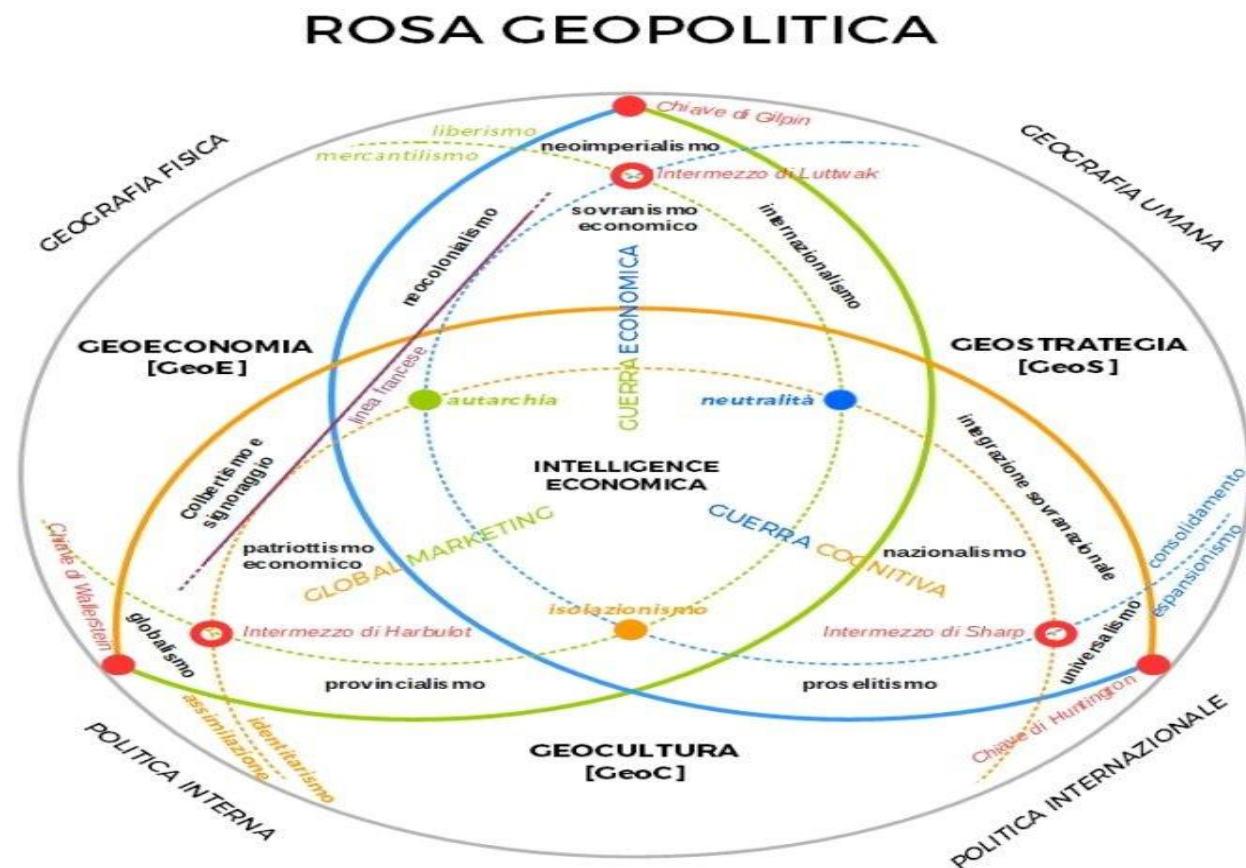 ROSA GEOPOLITICA
Chiave di Gilpin
liberismo
mercantilismo
neoimperialismo
GEOGRAFIA FISICA
GEOGRAFIA UMANA
Intermezzo di Luttwak
sovranismo
economico
neocolonialismo
internazionalismo
GUERRA ECONOMICA
GEOECONOMIA
[GeoE]
GEOSTRATEGIA
[GeoS]
linea francese
autarchia
neutralità
Colbertismo e
signoraggio
integrazione sovranazionale
INTELLIGENCE
ECONOMICA
consolidamento
espansionismo
GLOBAL MARKETING
GUERRA COGNITIVA
patriottismo
economico
nazionalismo
Chiave di Wallerstein
isolazionismo
globalismo
Intermezzo di Harbulot
Intermezzo di Sharp
universalismo
provincialismo
proselitismo
Chiave di Huntington
assimilazione
identitarismo
GEOCULTURA
[GeoC]
POLITICA INTERNA
POLITICA INTERNAZIONALE